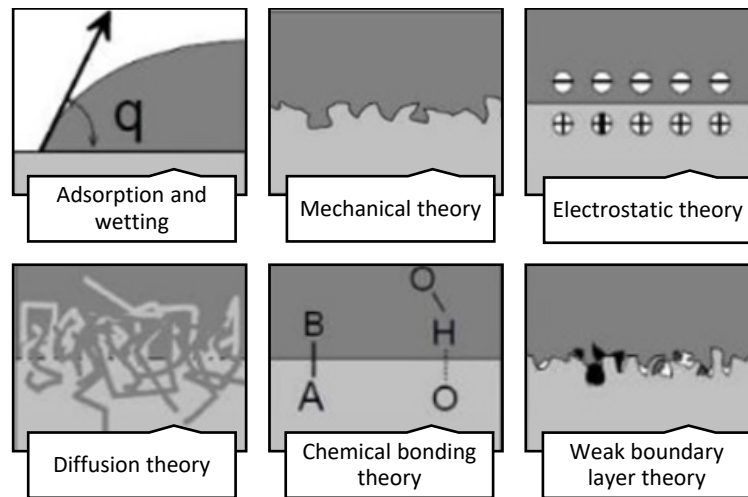 q
Adsorption and
wetting
Mechanical theory
Electrostatic theory
Diffusion theory
B
A
O
H
O
Chemical bonding
theory
Weak boundary
layer theory